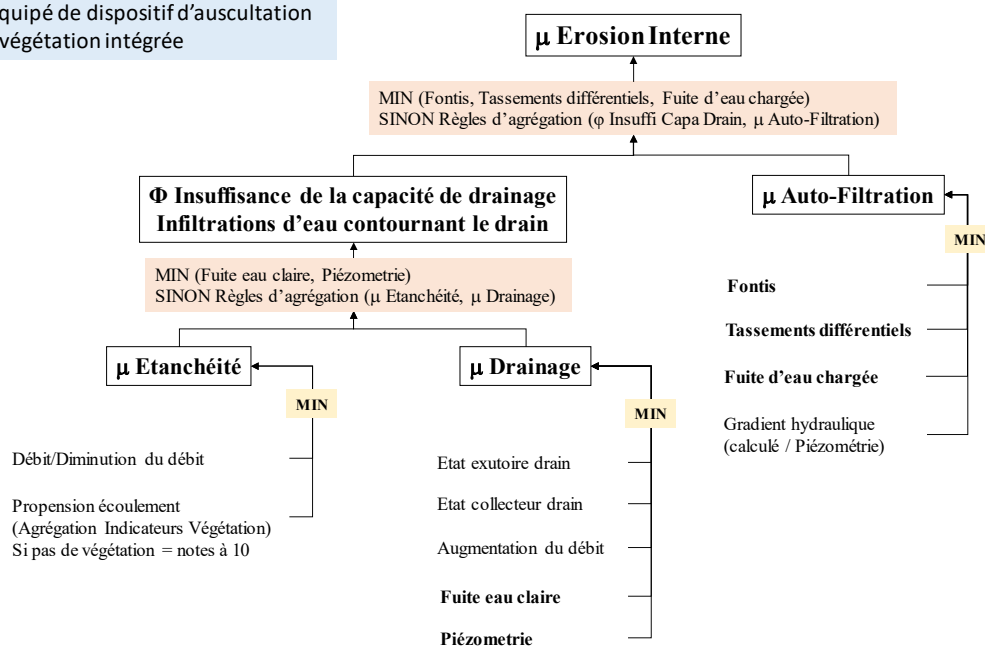 quipé de dispositif d'auscultation
végétation intégrée
μ Erosion Interne
MIN (Fontis, Tassements différentiels, Fuite d'eau chargée)
SINON Règles d'agrégation (φ Insuffi Capa Drain, μ Auto-Filtration)
Φ Insuffisance de la capacité de drainage
Infiltrations d'eau contournant le drain
μ Auto-Filtration
MIN
MIN (Fuite eau claire, Piézometrie)
SINON Règles d'agrégation (μ Etanchéité, μ Drainage)
Fontis
Tassements différentiels
Fuite d'eau chargée
Gradient hydraulique
(calculé / Piézométrie)
μ Etanchéité
MIN
Débit/Diminution du débit
Propension écoulement
(Agrégation Indicateurs Végétation)
Si pas de végétation = notes à 10
μ Drainage
MIN
Etat exutoire drain
Etat collecteur drain
Augmentation du débit
Fuite eau claire
Piézometrie